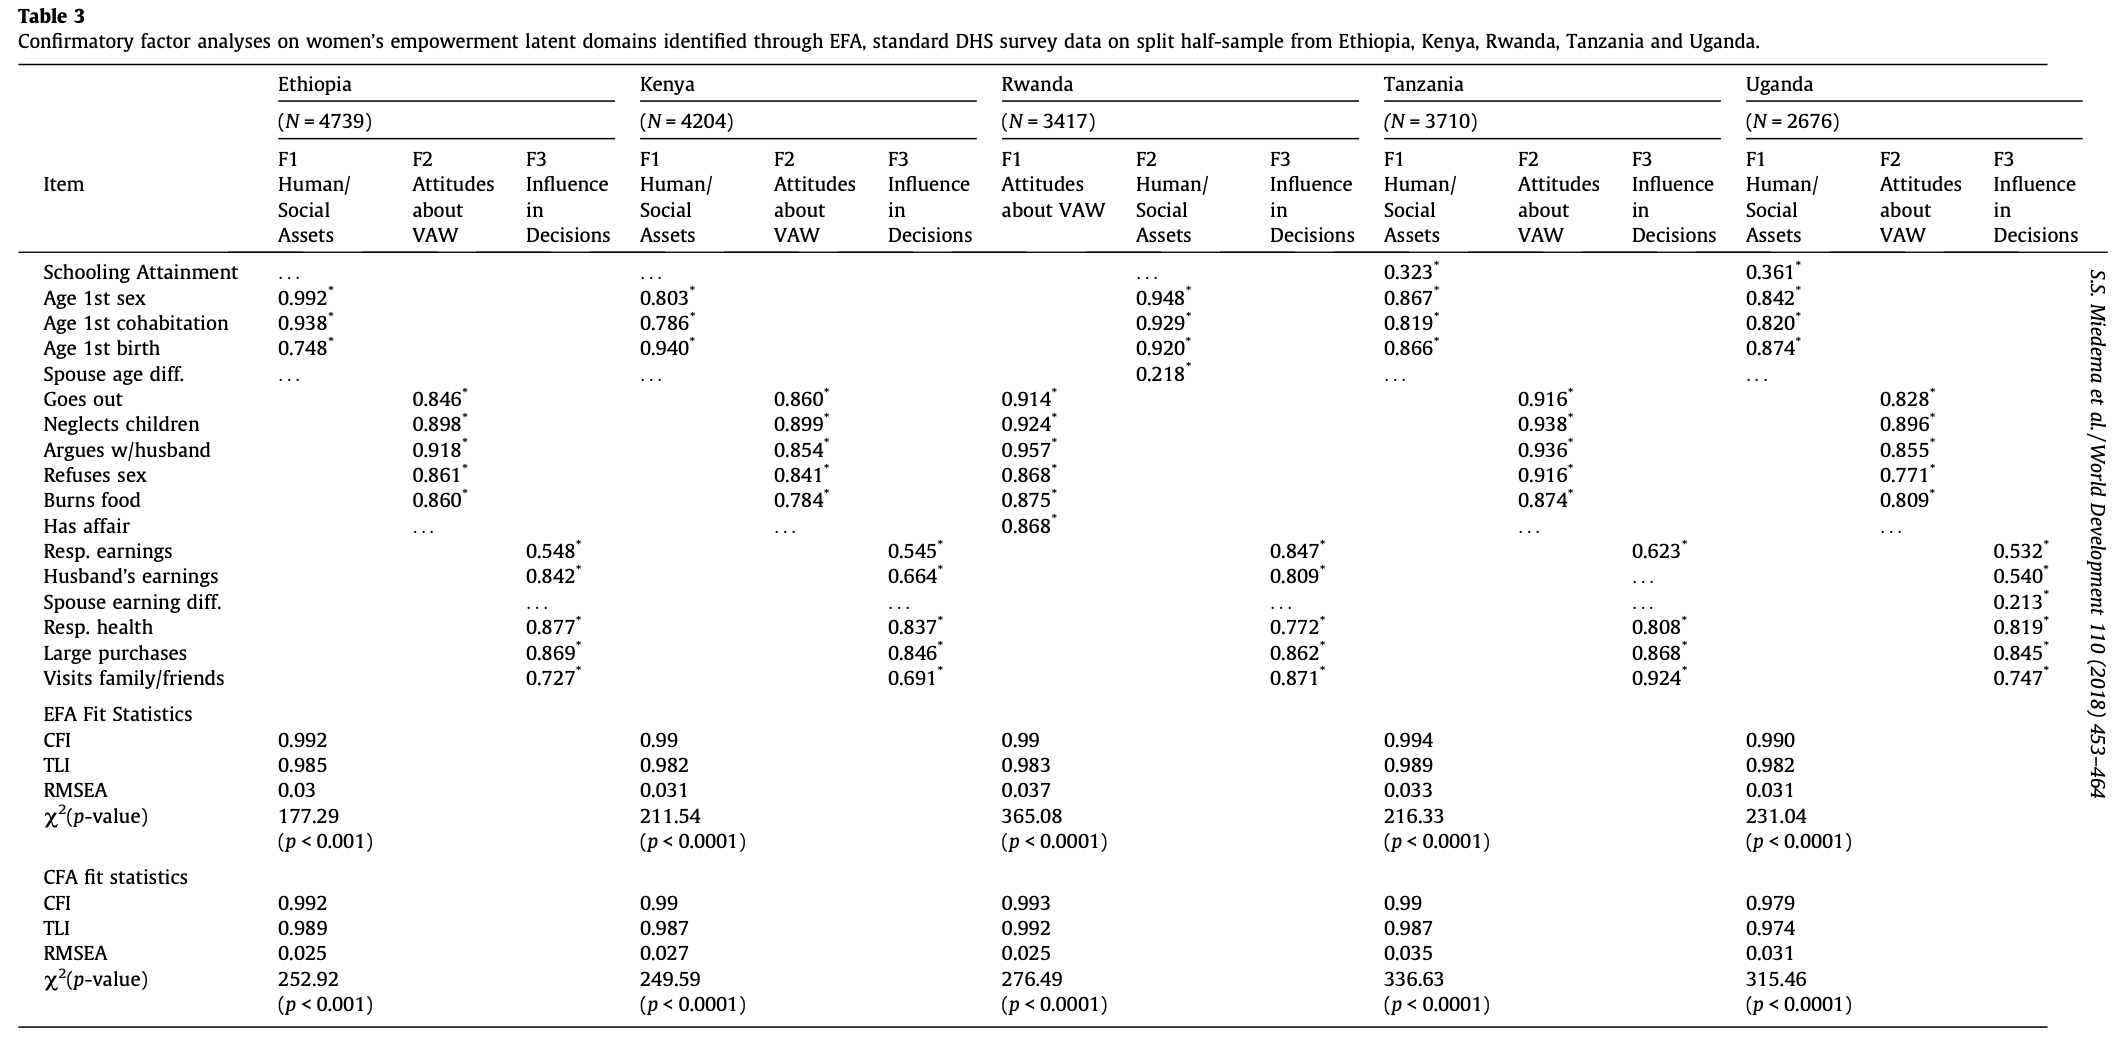 Table 3
Confirmatory factor analyses on women's empowerment latent domains identified through EFA, standard DHS survey data on split half-sample from Ethiopia, Kenya, Rwanda, Tanzania and Uganda.
Ethiopia Kenya Rwanda Tanzania Uganda
(N = 4739) (N = 4204) (N = 3417) (N = 3710) (N = 2676)
F1 F2 F3 F1 F2 F3 F1 F2 F3 F1 F2 F3 F1 F2 F3
Item Human/ Attitudes Influence Human/ Attitudes Influence Attitudes Human/ Influence Human/ Attitudes Influence Human/ Attitudes Influence
Social about in Social about in about VAW Social in Social about in Social about in
Assets VAW Decisions Assets VAW Decisions Assets Decisions Assets VAW Decisions Assets VAW Decisions
Schooling Attainment ... ... ... 0.323* 0.361*
Age 1st sex 0.992* 0.803* 0.948* 0.867* 0.842*
Age 1st cohabitation 0.938* 0.786* 0.929* 0.819* 0.820*
Age 1st birth 0.748* 0.940* 0.920* 0.866* 0.874*
Spouse age diff. ... ... 0.218* ... ...
Goes out 0.846* 0.860* 0.914* 0.916* 0.828*
Neglects children 0.898* 0.899* 0.924* 0.938* 0.896*
Argues w/husband 0.918* 0.854* 0.957* 0.936* 0.855*
Refuses sex 0.861* 0.841* 0.868* 0.916* 0.771*
Burns food 0.860* 0.784* 0.875* 0.874* 0.809*
Has affair ... ... 0.868* ... ...
Resp. earnings 0.548* 0.545* 0.847* 0.623* 0.532*
Husband's earnings 0.842* 0.664* 0.809* ... 0.540*
Spouse earning diff. ... ... ... ... 0.213*
Resp. health 0.877* 0.837* 0.772* 0.808* 0.819*
Large purchases 0.869* 0.846* 0.862* 0.868* 0.845*
Visits family/friends 0.727* 0.691* 0.871* 0.924* 0.747*
EFA Fit Statistics
CFI 0.992 0.99 0.99 0.994 0.990
TLI 0.985 0.982 0.983 0.989 0.982
RMSEA 0.03 0.031 0.037 0.033 0.031
χ²(p-value) 177.29 211.54 365.08 216.33 231.04
(p < 0.001) (p < 0.0001) (p < 0.0001) (p < 0.0001) (p < 0.0001)
CFA fit statistics
CFI 0.992 0.99 0.993 0.99 0.979
TLI 0.989 0.987 0.992 0.987 0.974
RMSEA 0.025 0.027 0.025 0.035 0.031
χ²(p-value) 252.92 249.59 276.49 336.63 315.46
(p < 0.001) (p < 0.0001) (p < 0.0001) (p < 0.0001) (p < 0.0001)
S.S. Miedema et al. / World Development 110 (2018) 453–464